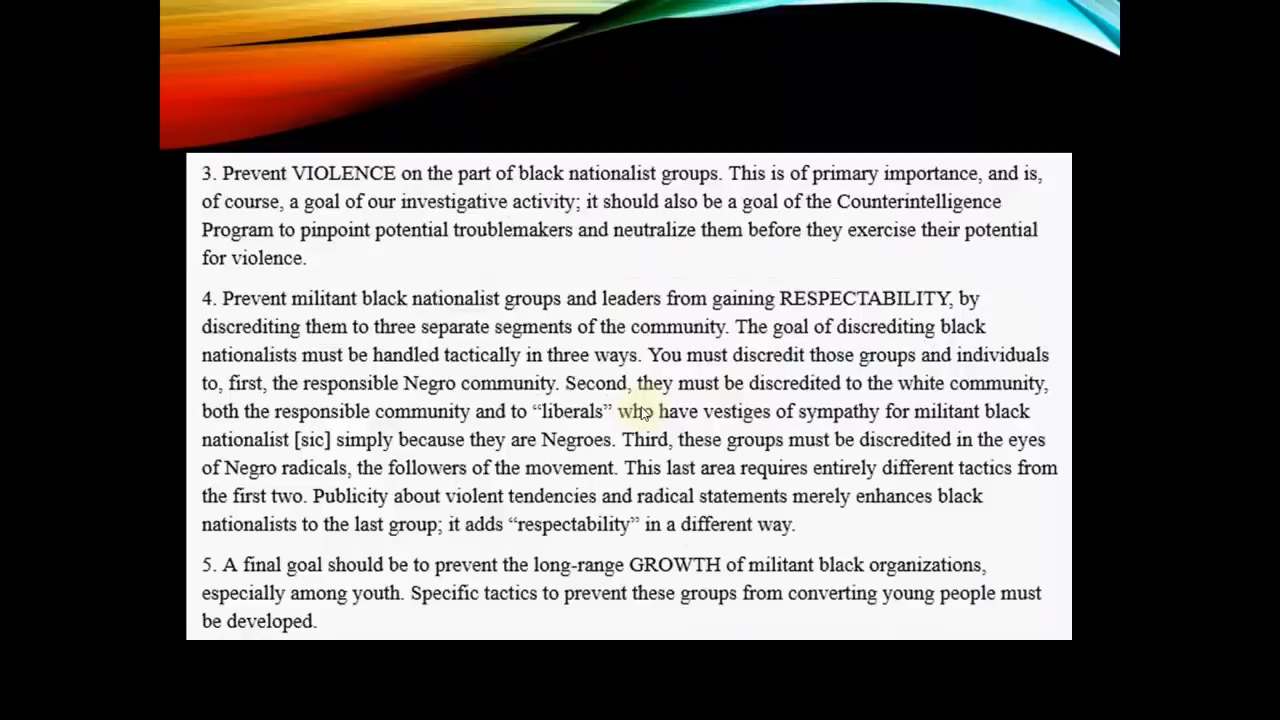 3. Prevent VIOLENCE on the part of black nationalist groups. This is of primary importance, and is,
of course, a goal of our investigative activity; it should also be a goal of the Counterintelligence
Program to pinpoint potential troublemakers and neutralize them before they exercise their potential
for violence.
4. Prevent militant black nationalist groups and leaders from gaining RESPECTABILITY, by
discrediting them to three separate segments of the community. The goal of discrediting black
nationalists must be handled tactically in three ways. You must discredit those groups and individuals
to, first, the responsible Negro community. Second, they must be discredited to the white community,
both the responsible community and to “liberals” who have vestiges of sympathy for militant black
nationalist [sic] simply because they are Negroes. Third, these groups must be discredited in the eyes
of Negro radicals, the followers of the movement. This last area requires entirely different tactics from
the first two. Publicity about violent tendencies and radical statements merely enhances black
nationalists to the last group; it adds “respectability” in a different way.
5. A final goal should be to prevent the long-range GROWTH of militant black organizations,
especially among youth. Specific tactics to prevent these groups from converting young people must
be developed.